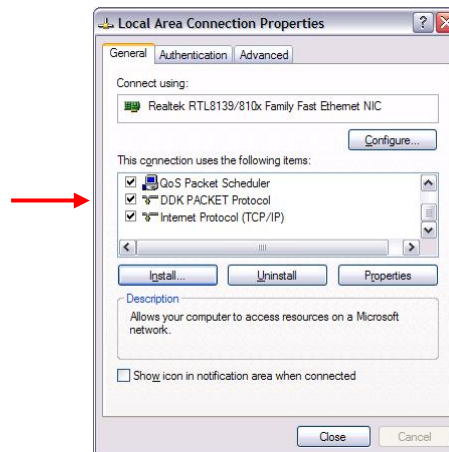 Local Area Connection Properties
General Authentication Advanced
Connect using:
Realtek RTL8139/810x Family Fast Ethernet NIC
Configure...
This connection uses the following items:
QoS Packet Scheduler
DDK PACKET Protocol
Internet Protocol (TCP/IP)
Install... Uninstall Properties
Description
Allows your computer to access resources on a Microsoft
network.
Show icon in notification area when connected
Close Cancel